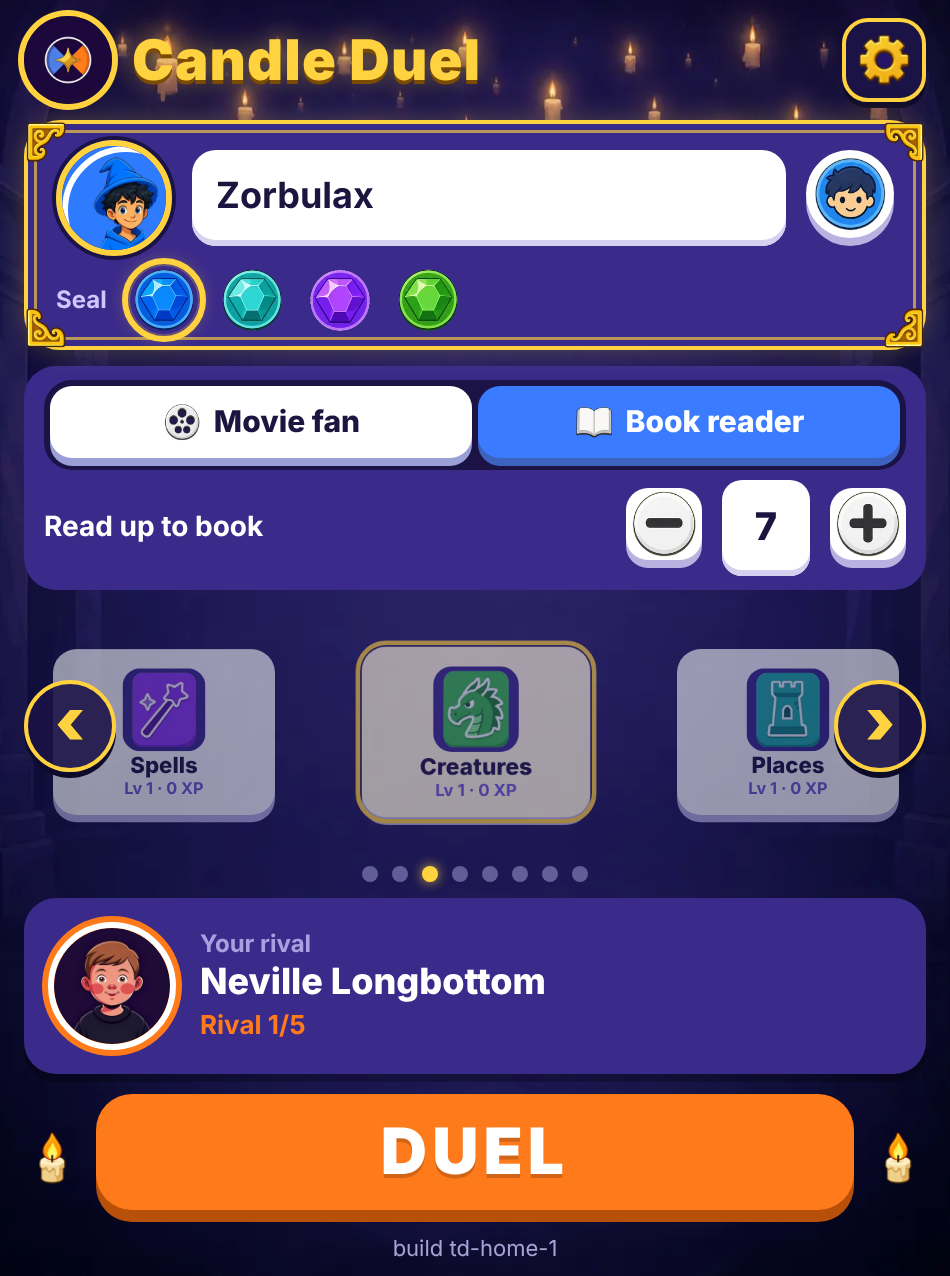 Candle Duel
Zorbulax
Seal
Movie fan
Book reader
Read up to book
7
Spells
Lv 1 · 0 XP
Creatures
Lv 1 · 0 XP
Places
Lv 1 · 0 XP
Your rival
Neville Longbottom
Rival 1/5
DUEL
build td-home-1